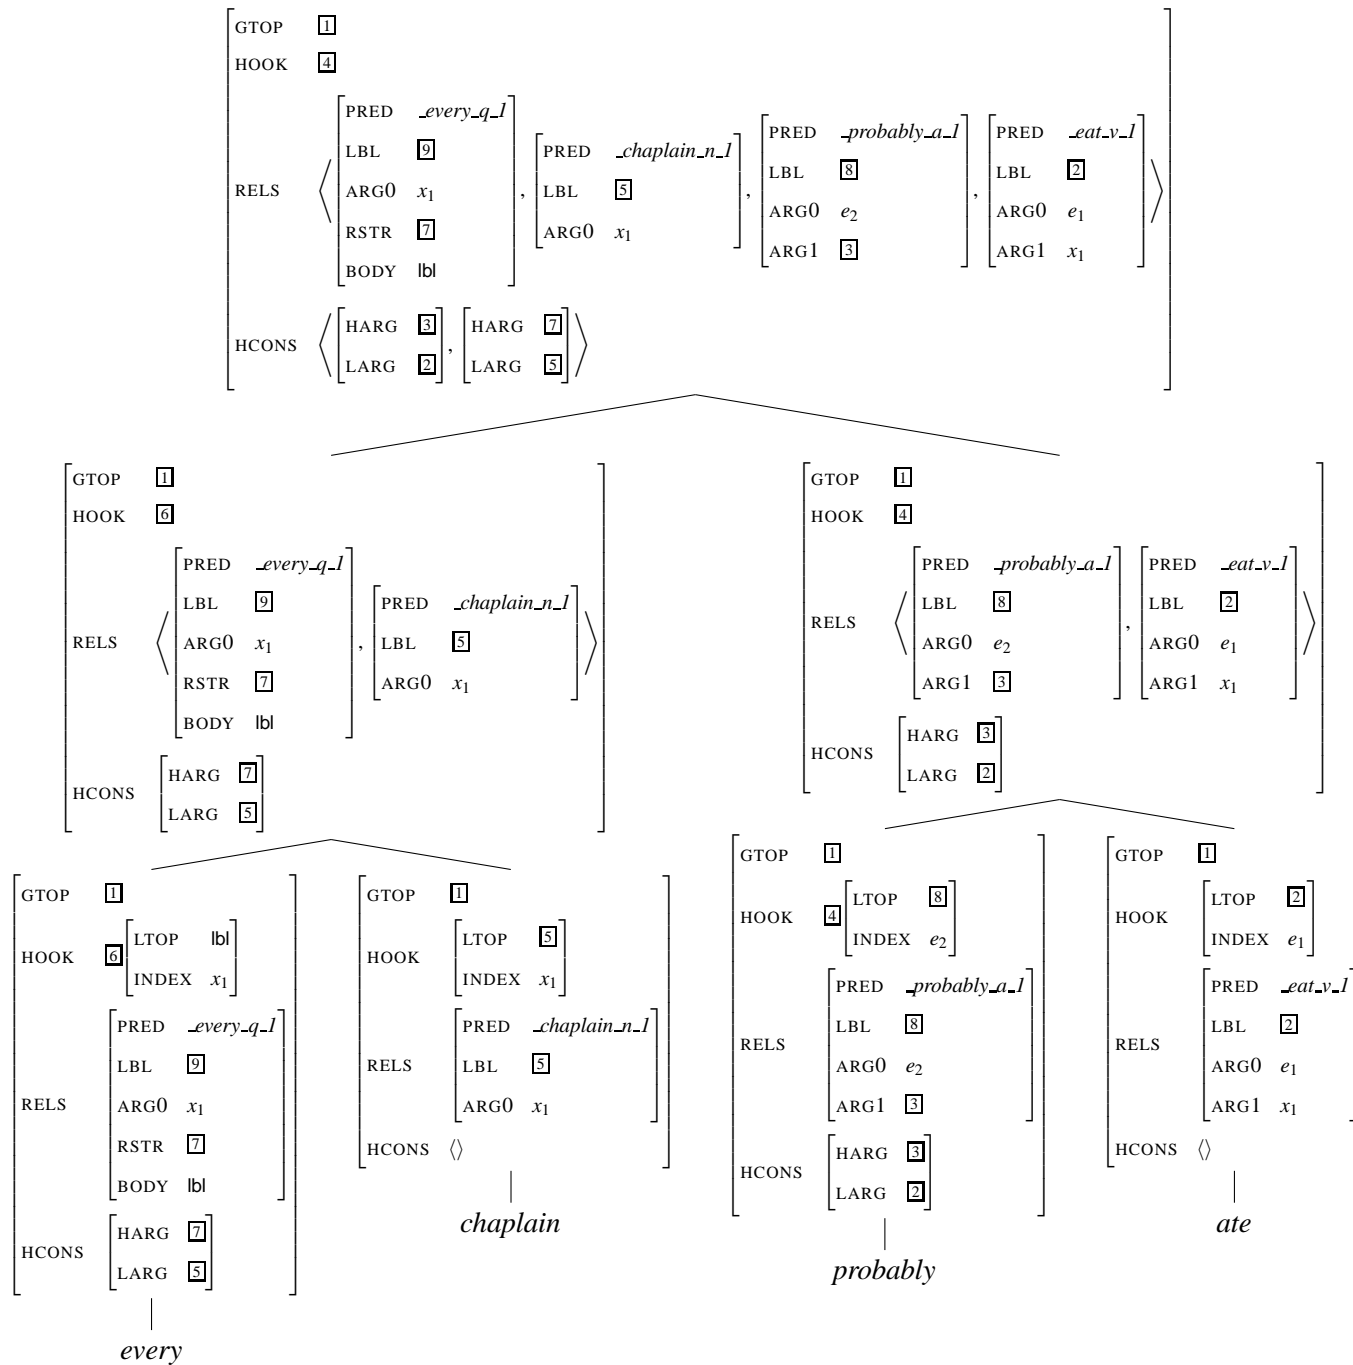 GTOP 1
HOOK 4
RELS ⟨ [PRED _every_q_1, LBL 9, ARG0 x₁, RSTR 7, BODY lbl], [PRED _chaplain_n_1, LBL 5, ARG0 x₁], [PRED _probably_a_1, LBL 8, ARG0 e₂, ARG1 3], [PRED _eat_v_1, LBL 2, ARG0 e₁, ARG1 x₁] ⟩
HCONS ⟨ [HARG 3, LARG 2], [HARG 7, LARG 5] ⟩
GTOP 1
HOOK 6
RELS ⟨ [PRED _every_q_1, LBL 9, ARG0 x₁, RSTR 7, BODY lbl], [PRED _chaplain_n_1, LBL 5, ARG0 x₁] ⟩
HCONS [HARG 7, LARG 5]
GTOP 1
HOOK 4
RELS ⟨ [PRED _probably_a_1, LBL 8, ARG0 e₂, ARG1 3], [PRED _eat_v_1, LBL 2, ARG0 e₁, ARG1 x₁] ⟩
HCONS [HARG 3, LARG 2]
GTOP 1
HOOK 6 [LTOP lbl, INDEX x₁]
RELS [PRED _every_q_1, LBL 9, ARG0 x₁, RSTR 7, BODY lbl]
HCONS [HARG 7, LARG 5]
every
GTOP 1
HOOK [LTOP 5, INDEX x₁]
RELS [PRED _chaplain_n_1, LBL 5, ARG0 x₁]
HCONS ⟨⟩
chaplain
GTOP 1
HOOK 4 [LTOP 8, INDEX e₂]
RELS [PRED _probably_a_1, LBL 8, ARG0 e₂, ARG1 3]
HCONS [HARG 3, LARG 2]
probably
GTOP 1
HOOK [LTOP 2, INDEX e₁]
RELS [PRED _eat_v_1, LBL 2, ARG0 e₁, ARG1 x₁]
HCONS ⟨⟩
ate